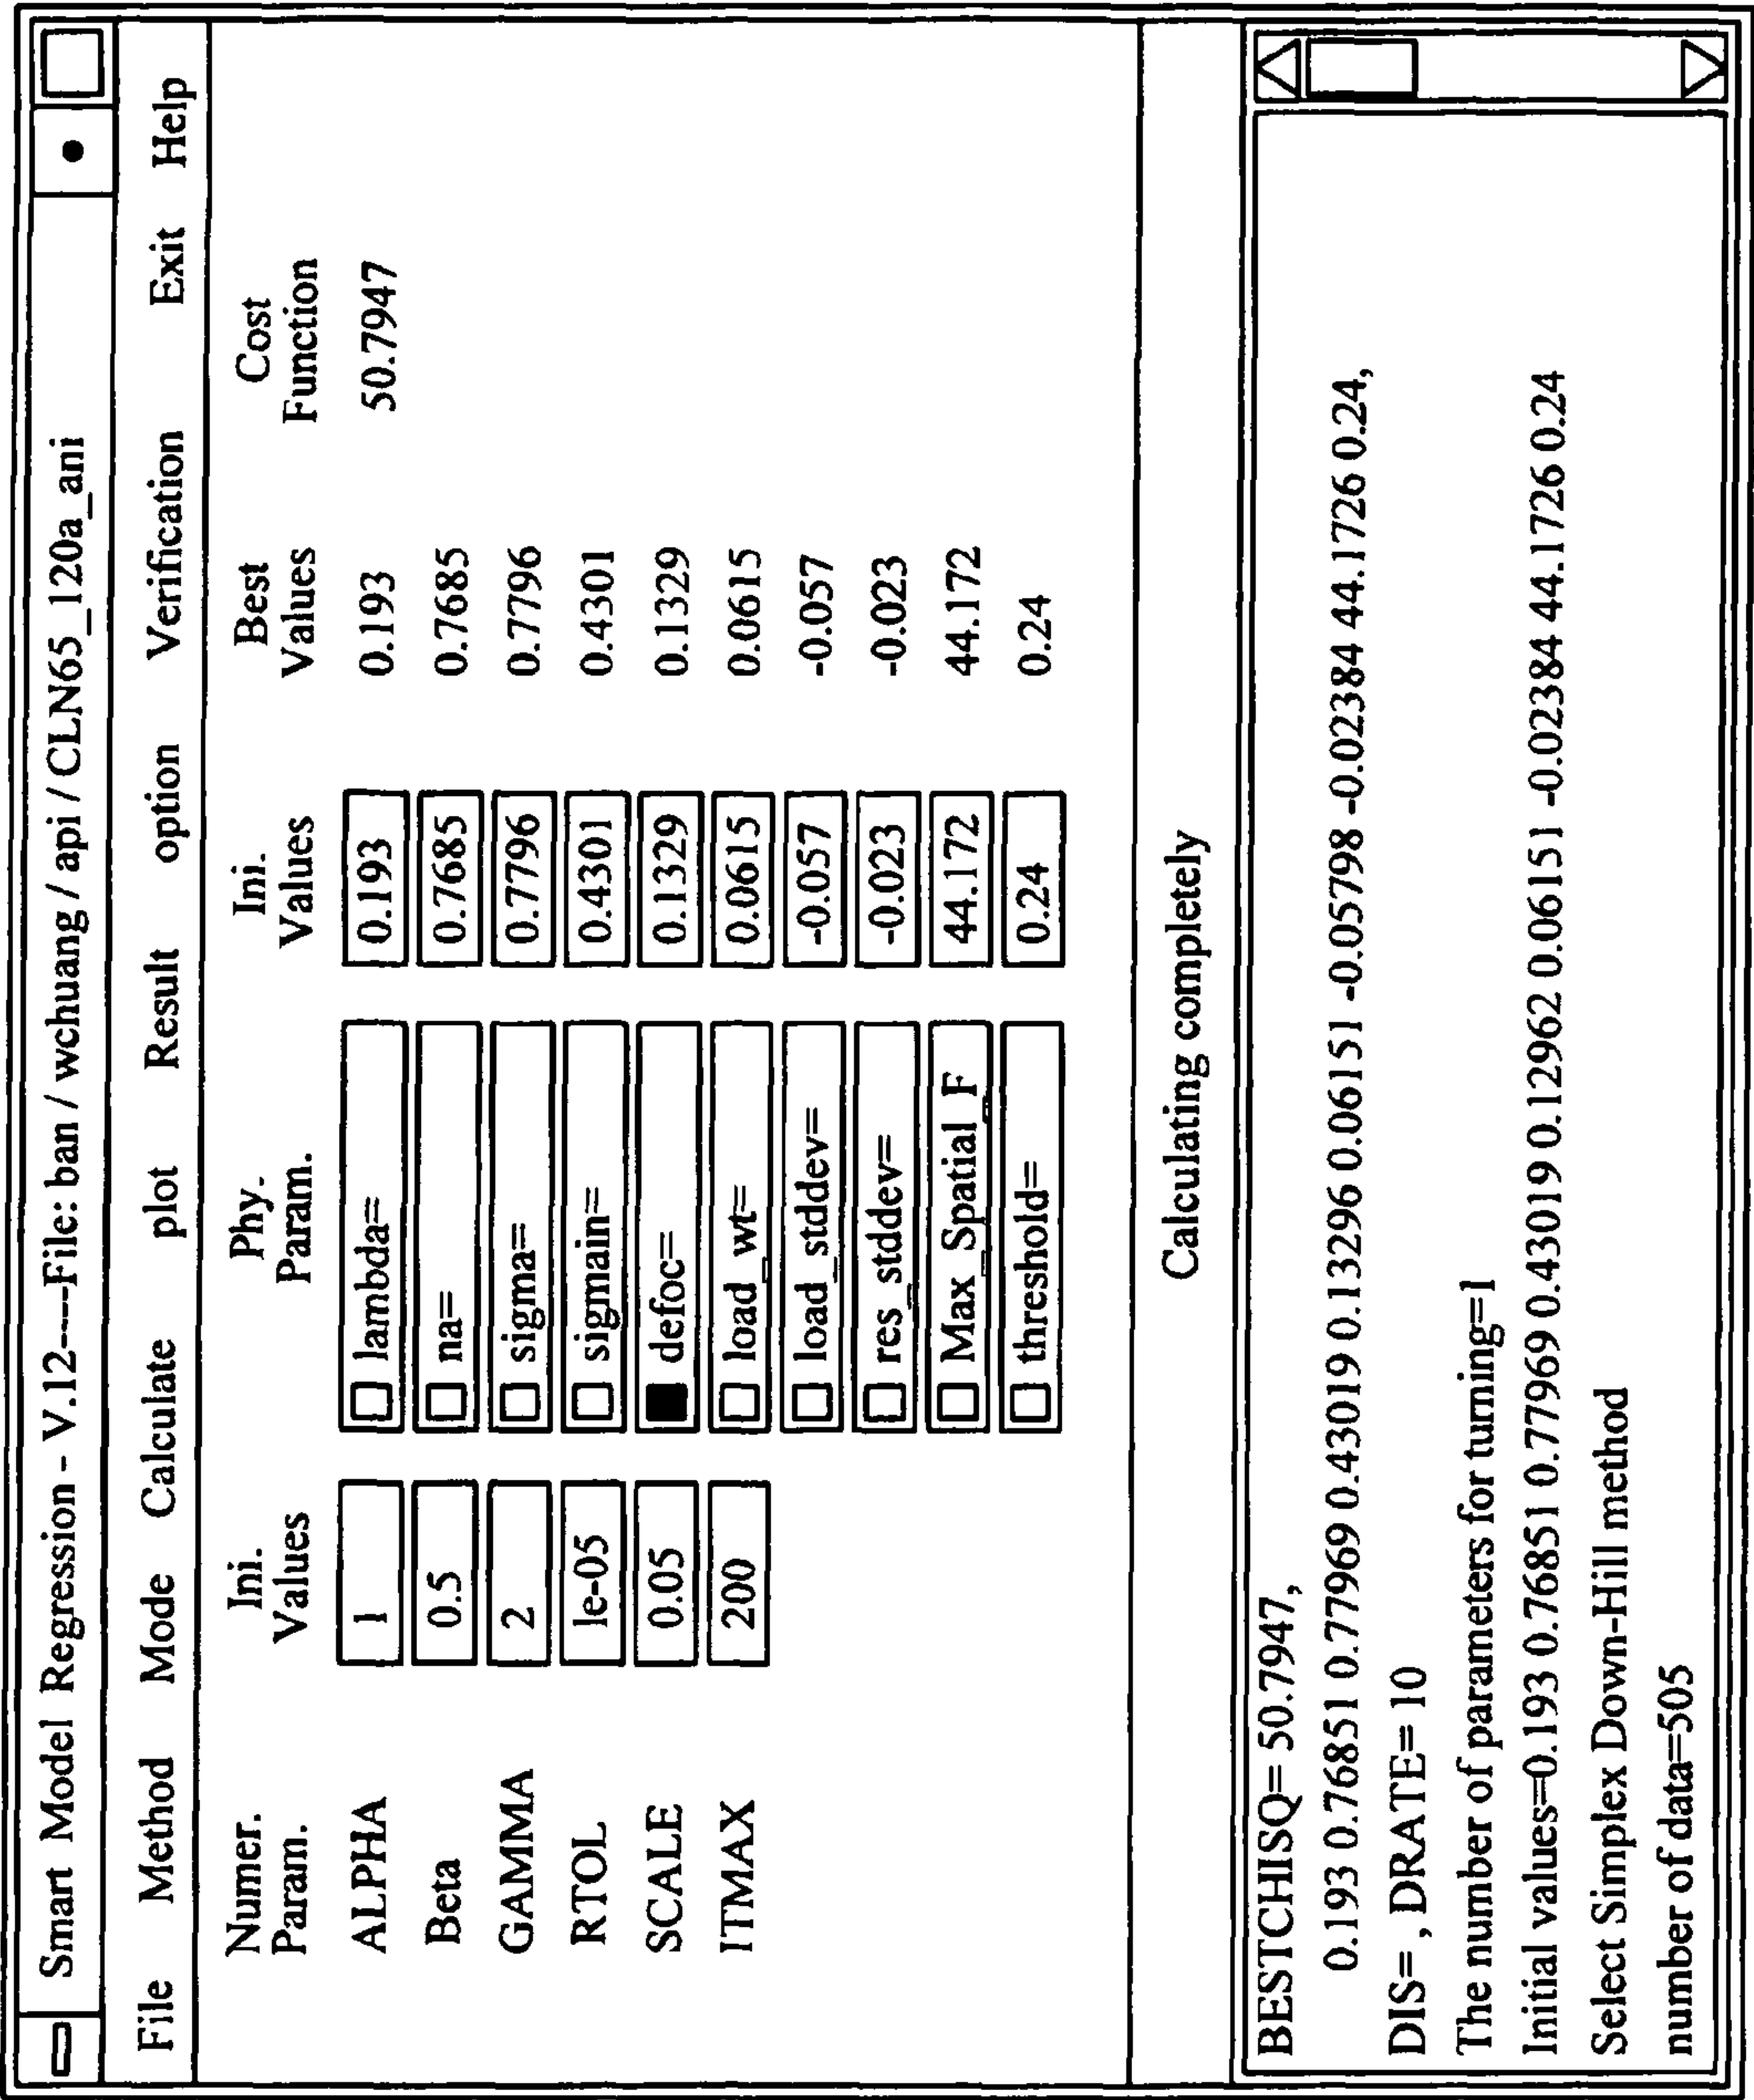 Smart Model Regression - V.12----File: ban / wchuang / api / CLN65_120a_ani
File Method Mode Calculate plot Result option Verification Exit Help
Numer. Param. Ini. Values Phy. Param. Ini. Values Best Values Cost Function
ALPHA 1 lambda= 0.193 0.193 50.7947
Beta 0.5 na= 0.7685 0.7685
GAMMA 2 sigma= 0.7796 0.7796
RTOL 1e-05 sigmain= 0.4301 0.4301
SCALE 0.05 defoc= 0.1329 0.1329
ITMAX 200 load_wt= 0.0615 0.0615
load_stddev= -0.057 -0.057
res_stddev= -0.023 -0.023
Max_Spatial_F 44.172 44.172
threshold= 0.24 0.24
Calculating completely
BESTCHISQ= 50.7947,
0.193 0.76851 0.77969 0.43019 0.13296 0.06151 -0.05798 -0.02384 44.1726 0.24,
DIS= , DRATE= 10
The number of parameters for turning=1
Initial values=0.193 0.76851 0.77969 0.43019 0.12962 0.06151 -0.02384 44.1726 0.24
Select Simplex Down-Hill method
number of data=505